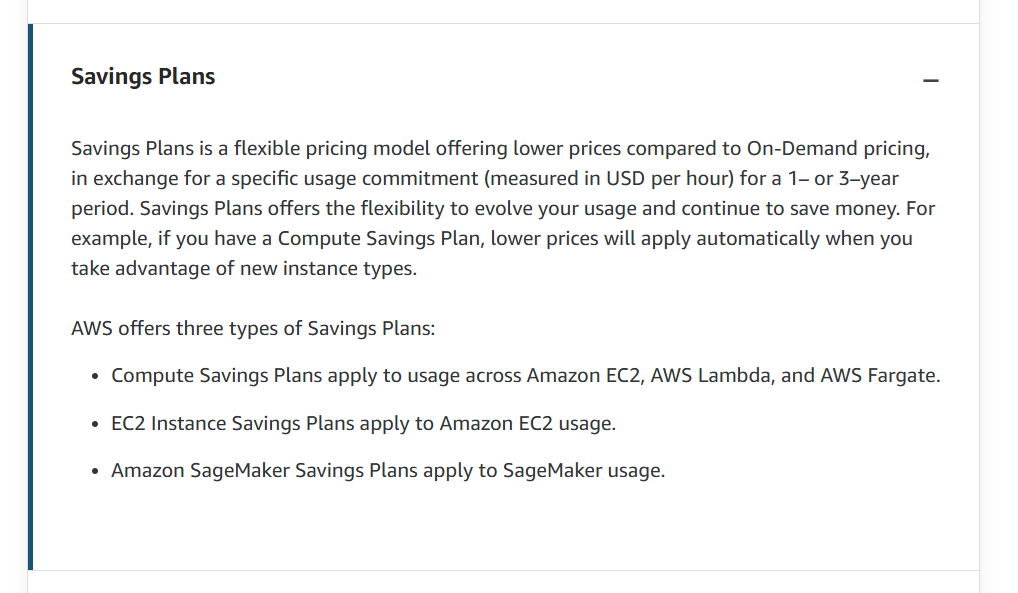 Savings Plans
Savings Plans is a flexible pricing model offering lower prices compared to On-Demand pricing,
in exchange for a specific usage commitment (measured in USD per hour) for a 1– or 3–year
period. Savings Plans offers the flexibility to evolve your usage and continue to save money. For
example, if you have a Compute Savings Plan, lower prices will apply automatically when you
take advantage of new instance types.
AWS offers three types of Savings Plans:
• Compute Savings Plans apply to usage across Amazon EC2, AWS Lambda, and AWS Fargate.
• EC2 Instance Savings Plans apply to Amazon EC2 usage.
• Amazon SageMaker Savings Plans apply to SageMaker usage.